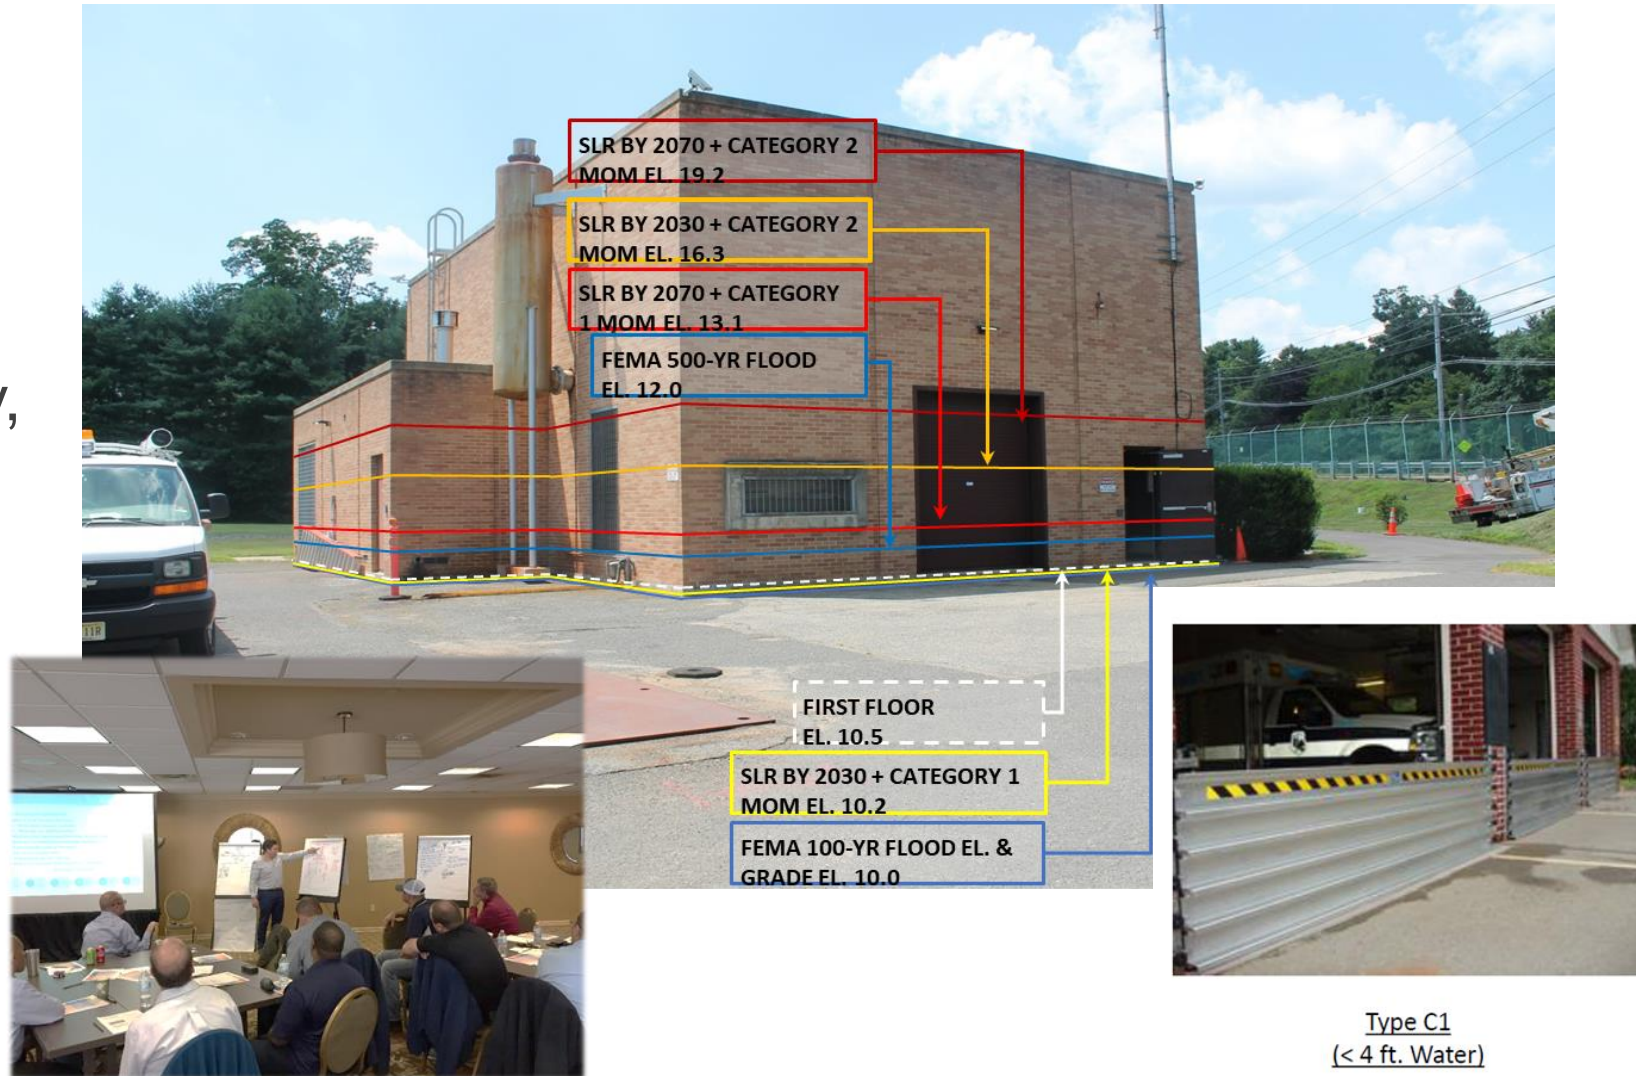 SLR BY 2070 + CATEGORY 2
MOM EL. 19.2
SLR BY 2030 + CATEGORY 2
MOM EL. 16.3
SLR BY 2070 + CATEGORY
1 MOM EL. 13.1
FEMA 500-YR FLOOD
EL. 12.0
y,
11R
FIRST FLOOR
EL. 10.5
SLR BY 2030 + CATEGORY 1
MOM EL. 10.2
FEMA 100-YR FLOOD EL. &
GRADE EL. 10.0
Type C1
(< 4 ft. Water)